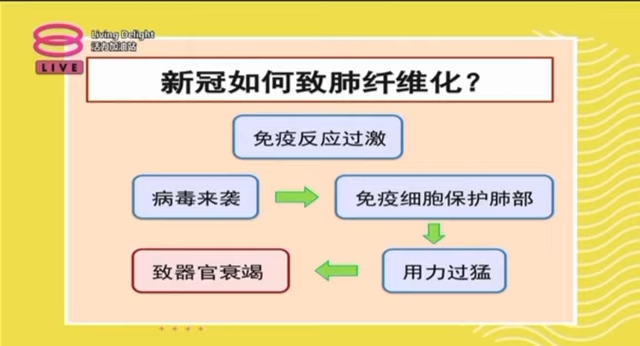 Living Delight
活力加油站
LIVE
新冠如何致肺纤维化?
免疫反应过激
病毒来袭
免疫细胞保护肺部
致器官衰竭
用力过猛